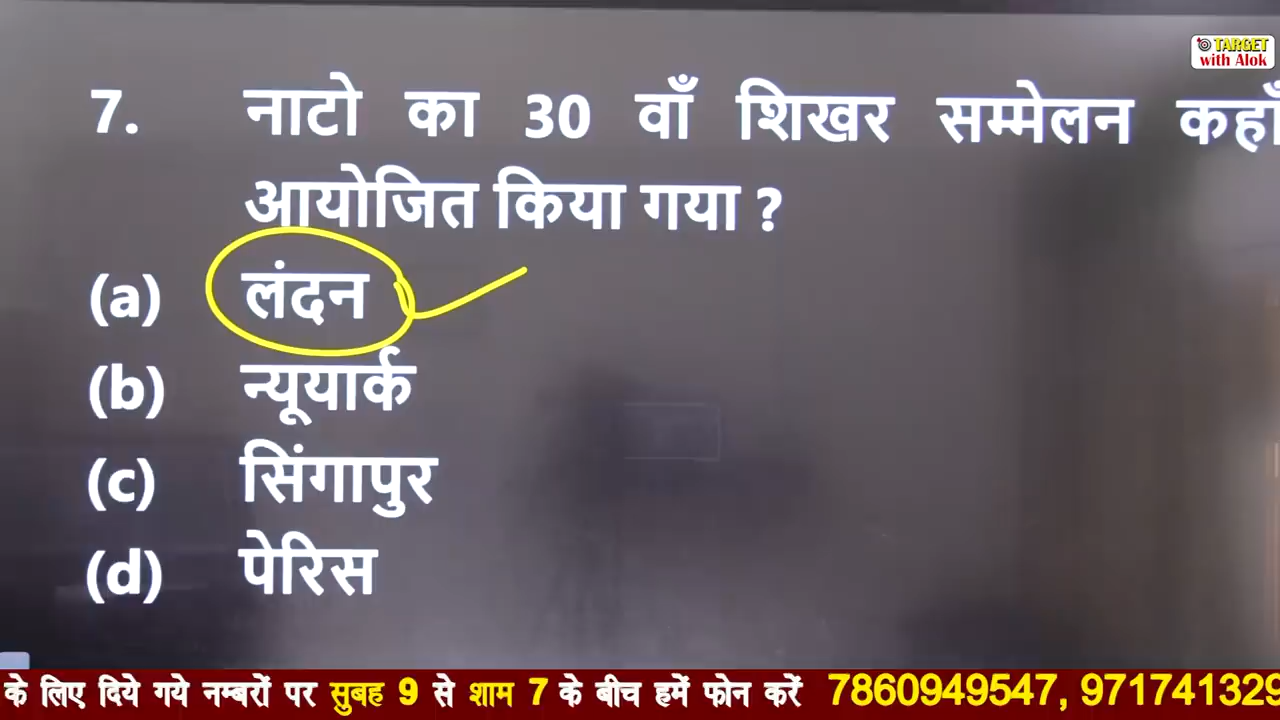 TARGET
with Alok
7. नाटो का 30 वाँ शिखर सम्मेलन कहाँ
आयोजित किया गया ?
(a) लंदन
(b) न्यूयार्क
(c) सिंगापुर
(d) पेरिस
के लिए दिये गये नम्बरों पर सुबह 9 से शाम 7 के बीच हमें फोन करें 7860949547, 971741329